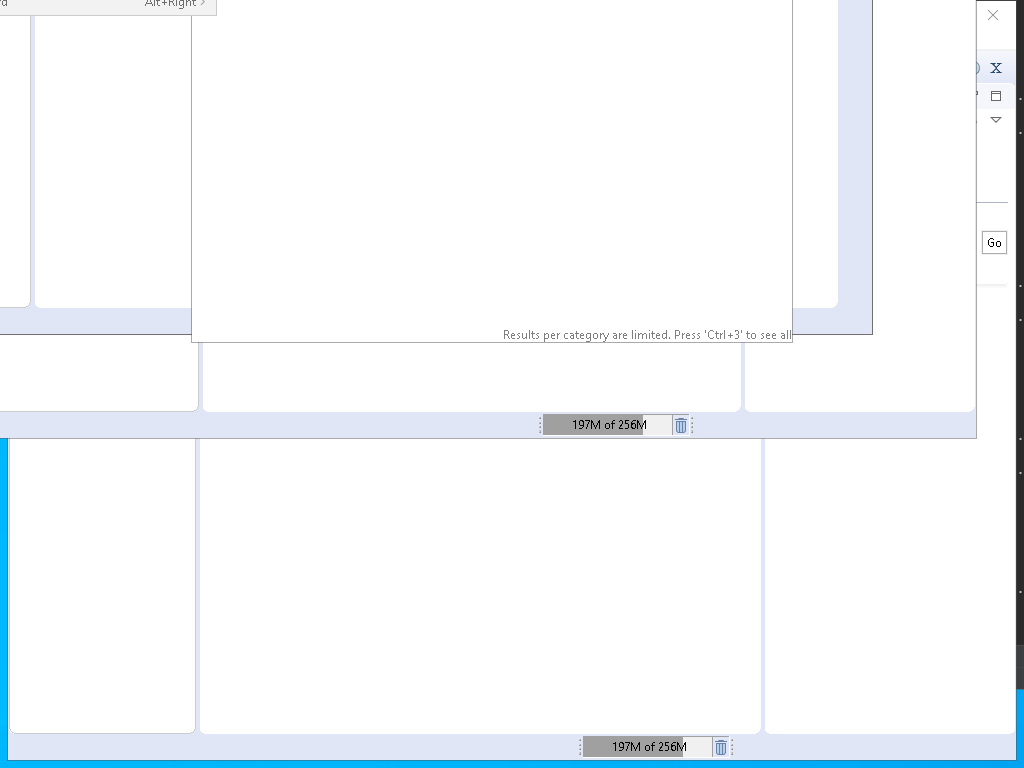 Alt+Right
X
Go
Results per category are limited. Press 'Ctrl+3' to see all
197M of 256M
197M of 256M